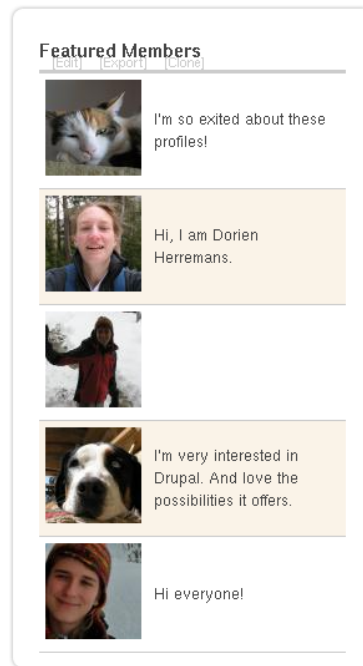 Featured Members
[Edit] [Export] [Clone]
I'm so exited about these
profiles!
Hi, I am Dorien
Herremans.
I'm very interested in
Drupal. And love the
possibilities it offers.
Hi everyone!